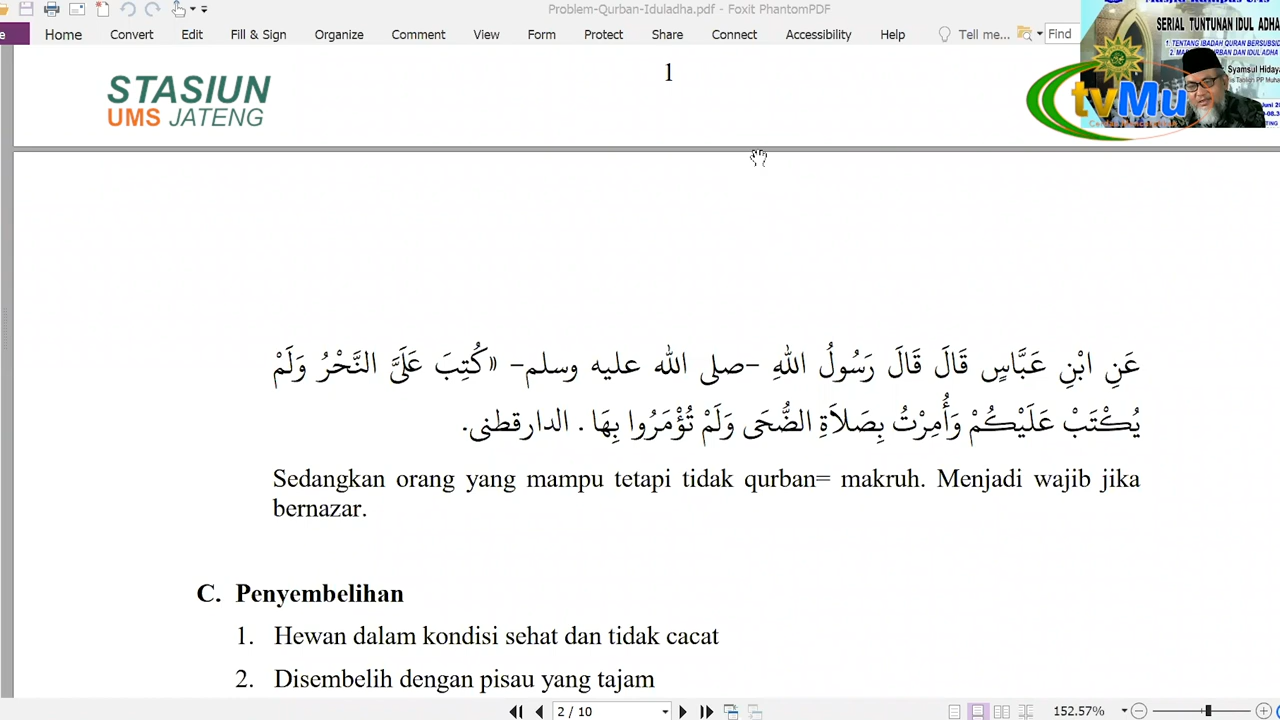 Problem-Qurban-Iduladha.pdf - Foxit PhantomPDF
Home Convert Edit Fill & Sign Organize Comment View Form Protect Share Connect Accessibility Help Tell me... Find
SERIAL TUNTUNAN IDUL ADHA
Syamsul Hidaya
STASIUN
UMS JATENG
tvMu
1
عَنِ ابْنِ عَبَّاسٍ قَالَ قَالَ رَسُولُ اللهِ –صلى الله عليه وسلم– «كُتِبَ عَلَىَّ النَّحْرُ وَلَمْ
يُكْتَبْ عَلَيْكُمْ وَأُمِرْتُ بِصَلاَةِ الضُّحَى وَلَمْ تُؤْمَرُوا بِهَا . الدارقطنى.
Sedangkan orang yang mampu tetapi tidak qurban= makruh. Menjadi wajib jika
bernazar.
C. Penyembelihan
1. Hewan dalam kondisi sehat dan tidak cacat
2. Disembelih dengan pisau yang tajam
2 / 10
152.57%